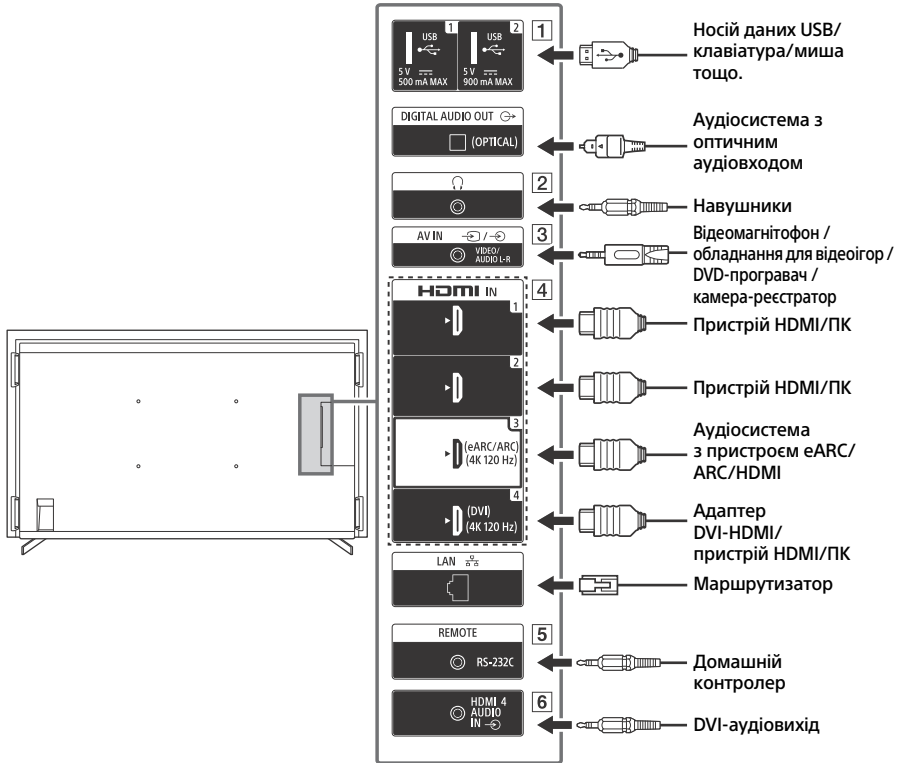 1
USB
5 V
500 mA MAX
2
USB
5 V
900 mA MAX
1
Носій даних USB/
клавіатура/миша
тощо.
DIGITAL AUDIO OUT
(OPTICAL)
Аудіосистема з
оптичним
аудіовходом
2
Навушники
AV IN
/
VIDEO/
AUDIO L-R
3
Відеомагнітофон /
обладнання для відеоігор /
DVD-програвач /
камера-реєстратор
HDMI IN
4
1
Пристрій HDMI/ПК
2
Пристрій HDMI/ПК
3
(eARC/ARC)
(4K 120 Hz)
Аудіосистема
з пристроєм eARC/
ARC/HDMI
4
(DVI)
(4K 120 Hz)
Адаптер
DVI-HDMI/
пристрій HDMI/ПК
LAN
Маршрутизатор
REMOTE
5
RS-232C
Домашній
контролер
HDMI 4
AUDIO
IN
6
DVI-аудіовихід